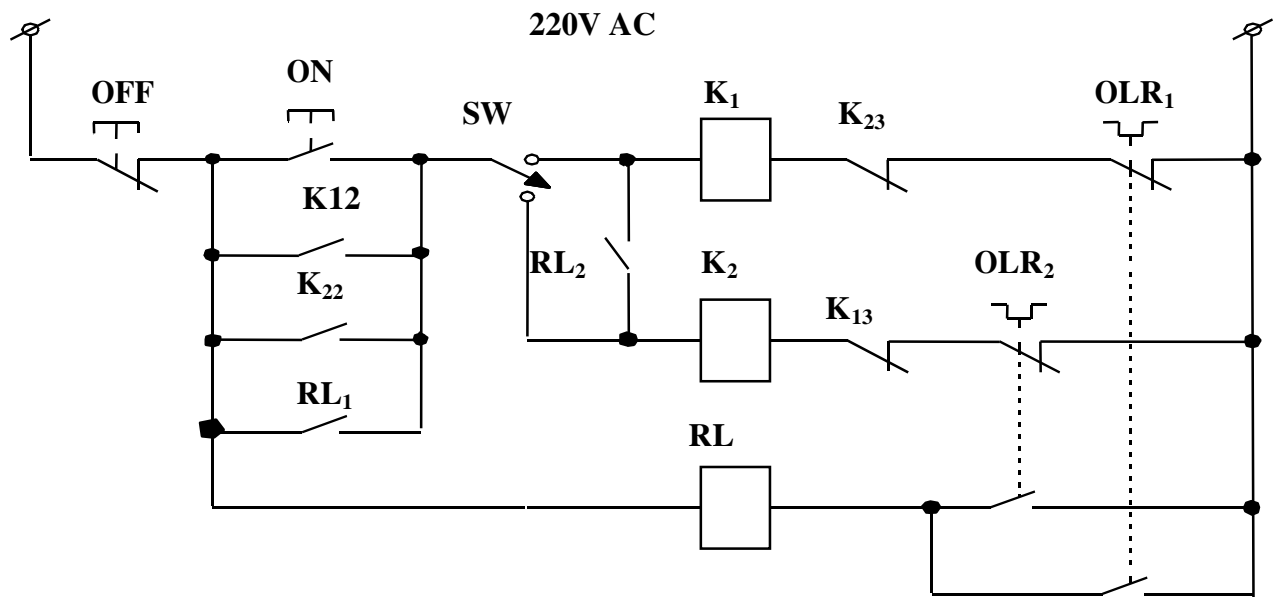 220V AC
OFF
ON
SW
K₁
K₂₃
OLR₁
K12
K₂₂
RL₂
K₂
K₁₃
OLR₂
RL₁
RL